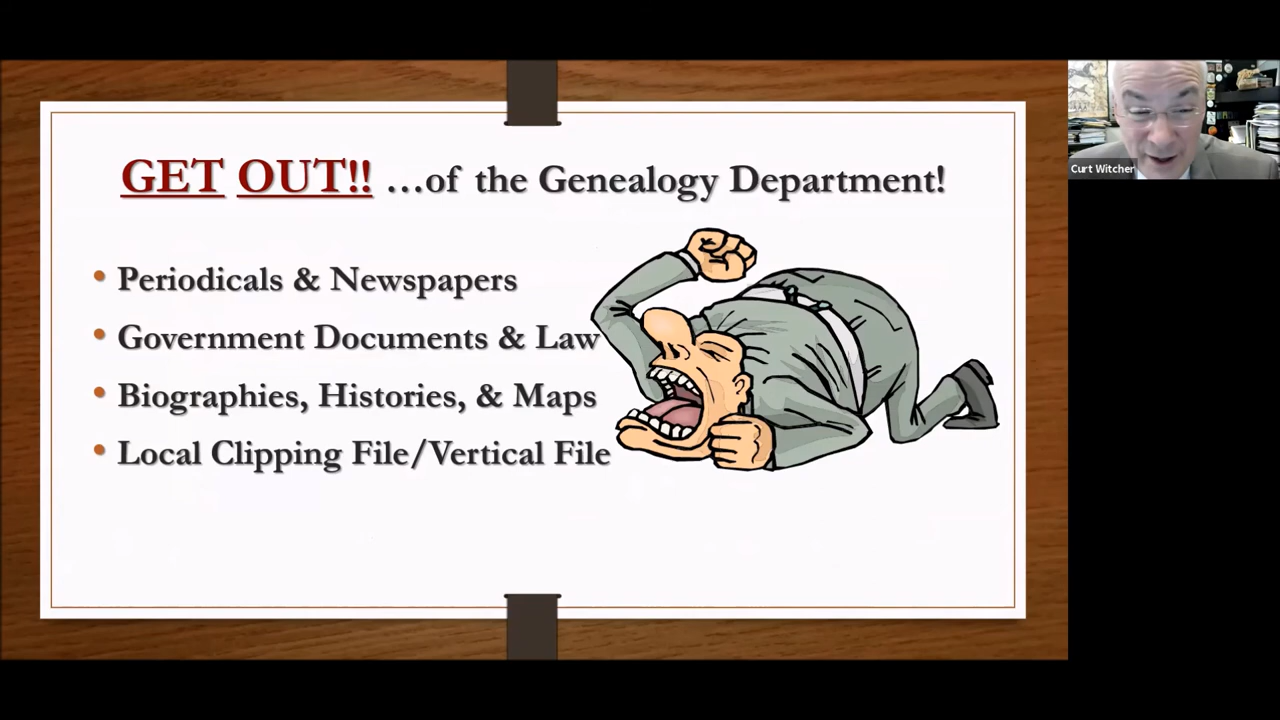 GET OUT!! ...of the Genealogy Department!
• Periodicals & Newspapers
• Government Documents & Law
• Biographies, Histories, & Maps
• Local Clipping File/Vertical File
Curt Witcher